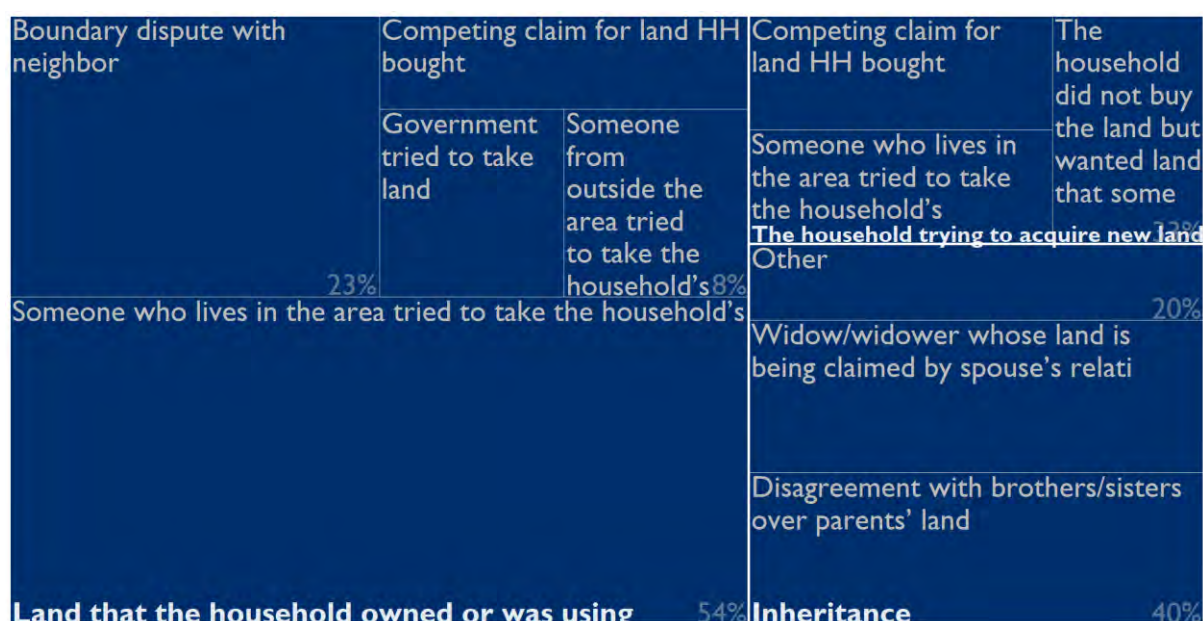 Boundary dispute with
neighbor
23%
Competing claim for land HH
bought
Government
tried to take
land
Someone
from
outside the
area tried
to take the
household’s 8%
Someone who lives in the area tried to take the household’s
Land that the household owned or was using 54%
Competing claim for
land HH bought
The
household
did not buy
the land but
wanted land
that some
Someone who lives in
the area tried to take
the household’s
The household trying to acquire new land
Other
20%
Widow/widower whose land is
being claimed by spouse’s relati
Disagreement with brothers/sisters
over parents’ land
Inheritance 40%